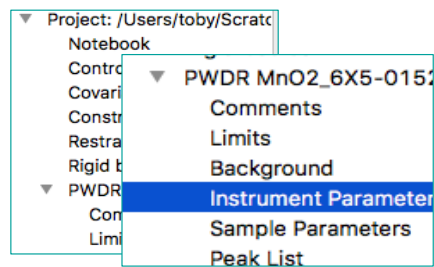 Project: /Users/toby/Scratc
Notebook
Contro
Covari
Constr
Restra
Rigid b
PWDR
Com
Limi
PWDR MnO2_6X5-0152
Comments
Limits
Background
Instrument Parameter
Sample Parameters
Peak List